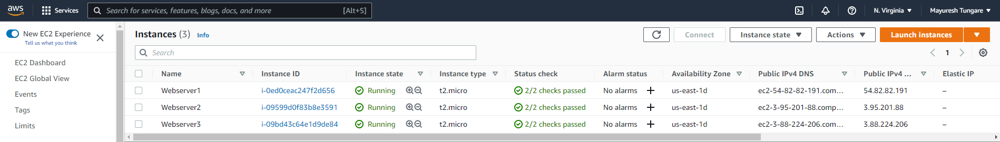 aws Services Search for services, features, blogs, docs, and more [Alt+S] N. Virginia Mayuresh Tungare
New EC2 Experience
Tell us what you think
EC2 Dashboard
EC2 Global View
Events
Tags
Limits
Instances (3) Info Connect Instance state Actions Launch instances
Search 1
Name Instance ID Instance state Instance type Status check Alarm status Availability Zone Public IPv4 DNS Public IPv4 ... Elastic IP
Webserver1 i-0ed0ceac247f2d656 Running t2.micro 2/2 checks passed No alarms us-east-1d ec2-54-82-82-191.com... 54.82.82.191 –
Webserver2 i-09599d0f83b8e3591 Running t2.micro 2/2 checks passed No alarms us-east-1d ec2-3-95-201-88.comp... 3.95.201.88 –
Webserver3 i-09bd43c64e1d9de84 Running t2.micro 2/2 checks passed No alarms us-east-1d ec2-3-88-224-206.com... 3.88.224.206 –